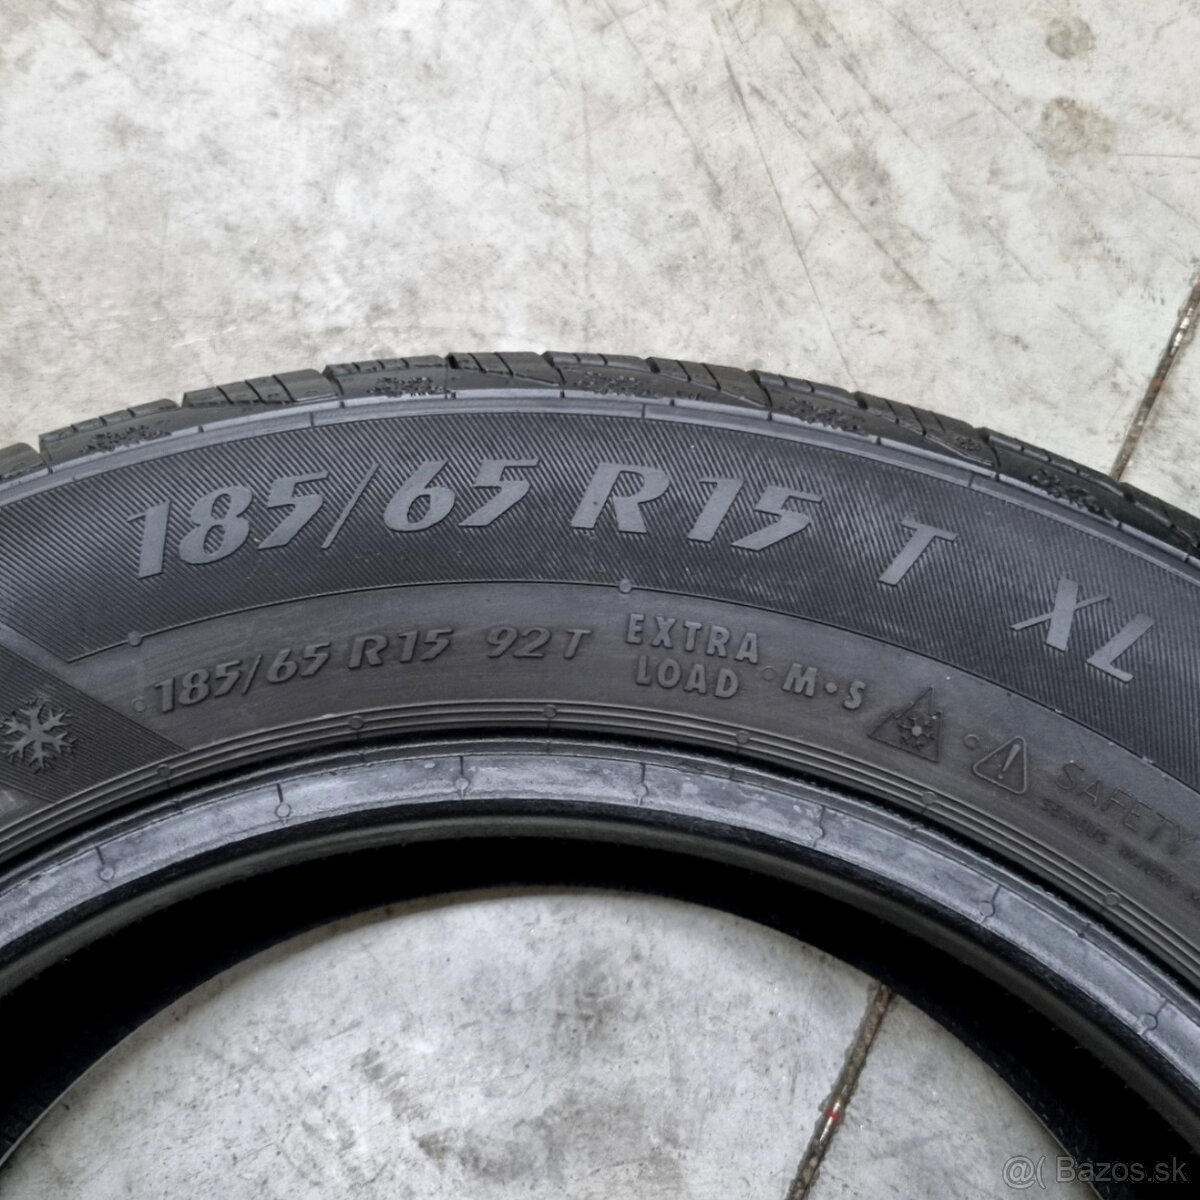 185/65 R15 T XL
185/65 R15 92T EXTRA LOAD M•S
SAFETY
@( Bazos.sk